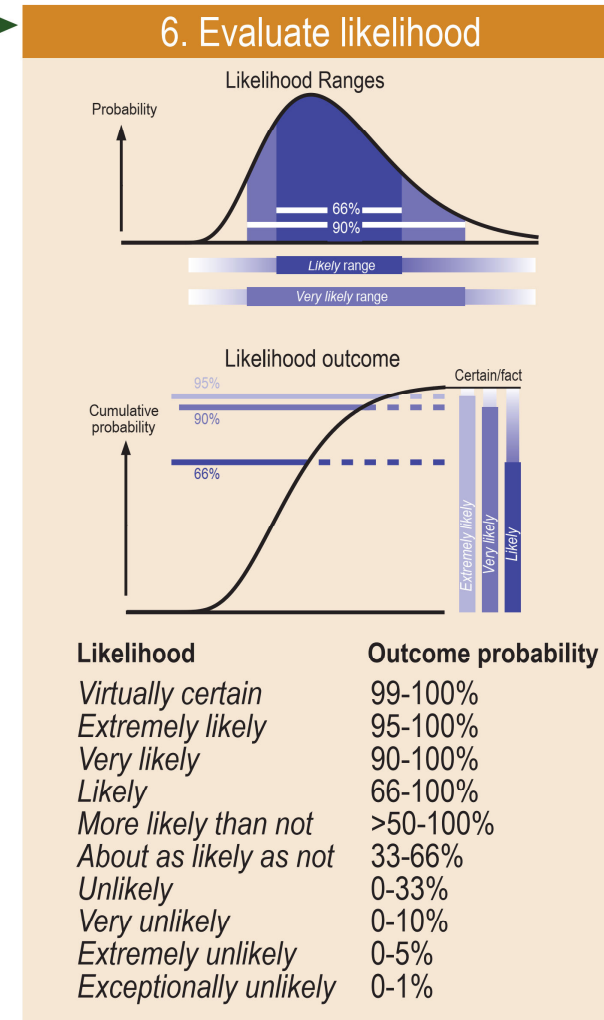 6. Evaluate likelihood
Likelihood Ranges
Probability
66%
90%
Likely range
Very likely range
Likelihood outcome
Certain/fact
95%
Cumulative
probability
90%
66%
Extremely likely
Very likely
Likely
Likelihood Outcome probability
Virtually certain 99-100%
Extremely likely 95-100%
Very likely 90-100%
Likely 66-100%
More likely than not >50-100%
About as likely as not 33-66%
Unlikely 0-33%
Very unlikely 0-10%
Extremely unlikely 0-5%
Exceptionally unlikely 0-1%